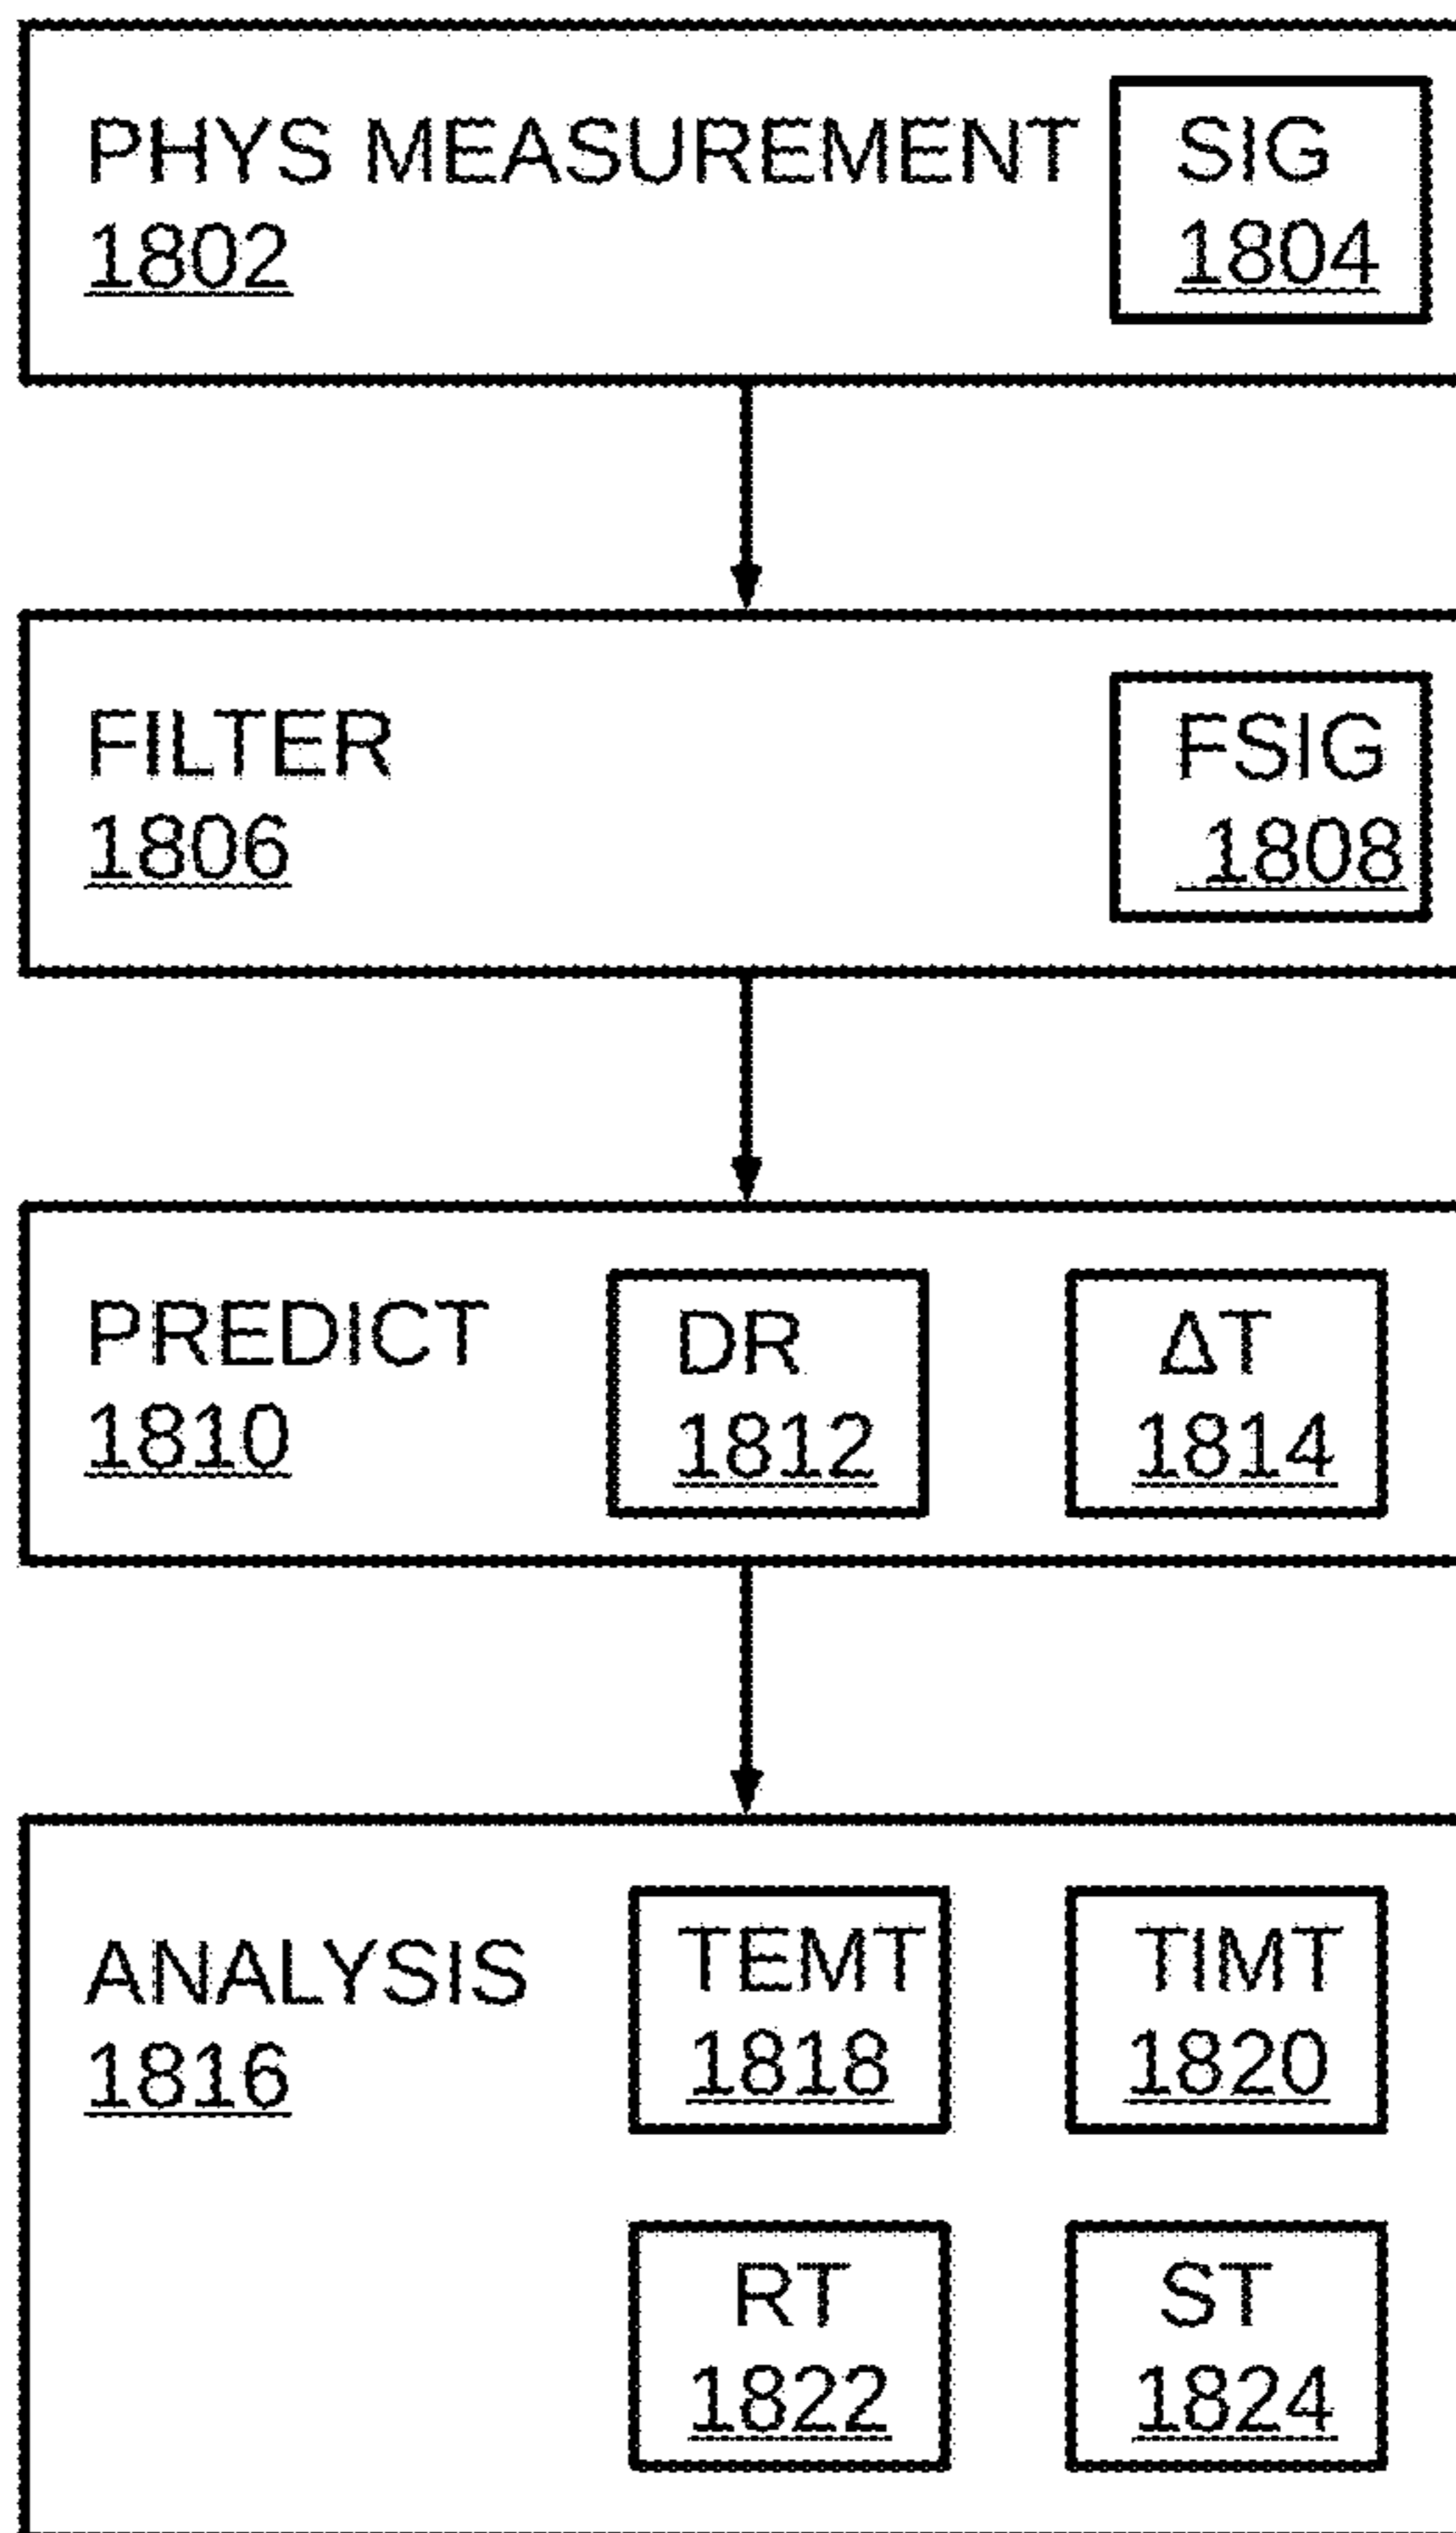 PHYS MEASUREMENT
1802
SIG
1804
FILTER
1806
FSIG
1808
PREDICT
1810
DR
1812
ΔT
1814
ANALYSIS
1816
TEMT
1818
TIMT
1820
RT
1822
ST
1824